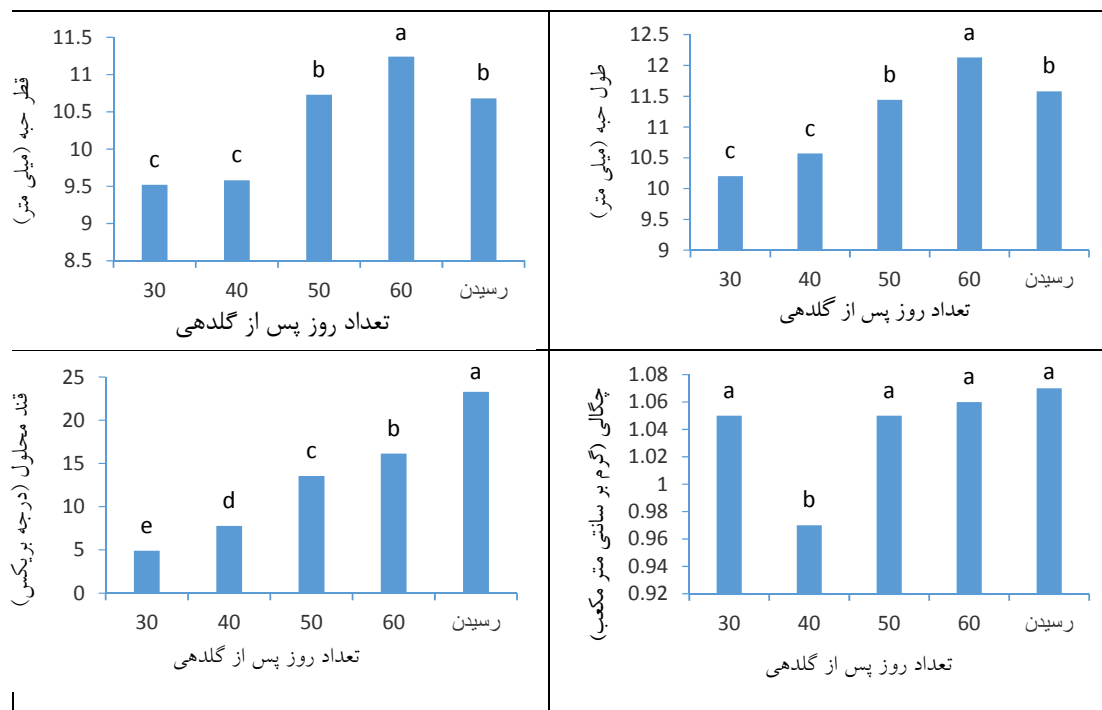 قطر حبه (میلی متر)
11.5
11
10.5
10
9.5
9
8.5
c
c
b
a
b
30 40 50 60 رسیدن
تعداد روز پس از گلدهی
طول حبه (میلی متر)
12.5
12
11.5
11
10.5
10
9.5
9
c
c
b
a
b
30 40 50 60 رسیدن
تعداد روز پس از گلدهی
قند محلول (درجه بریکس)
25
20
15
10
5
0
e
d
c
b
a
30 40 50 60 رسیدن
تعداد روز پس از گلدهی
چگالی (گرم بر سانتی متر مکعب)
1.08
1.06
1.04
1.02
1
0.98
0.96
0.94
0.92
a
b
a
a
a
30 40 50 60 رسیدن
تعداد روز پس از گلدهی